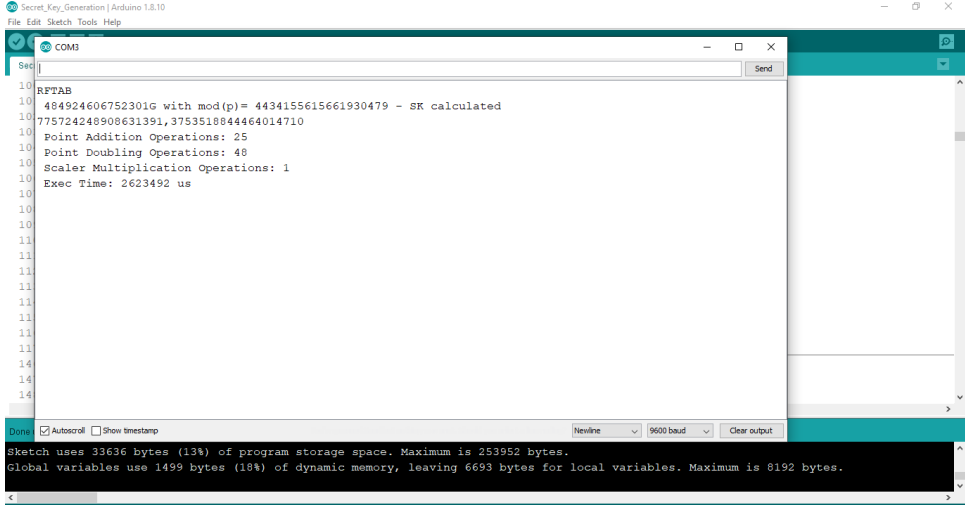 Secret_Key_Generation | Arduino 1.8.10
File Edit Sketch Tools Help
COM3
Send
RFTAB
484924606752301G with mod(p)= 4434155615661930479 - SK calculated
775724248908631391,3753518844464014710
Point Addition Operations: 25
Point Doubling Operations: 48
Scaler Multiplication Operations: 1
Exec Time: 2623492 us
Autoscroll Show timestamp Newline 9600 baud Clear output
Done
Sketch uses 33636 bytes (13%) of program storage space. Maximum is 253952 bytes.
Global variables use 1499 bytes (18%) of dynamic memory, leaving 6693 bytes for local variables. Maximum is 8192 bytes.